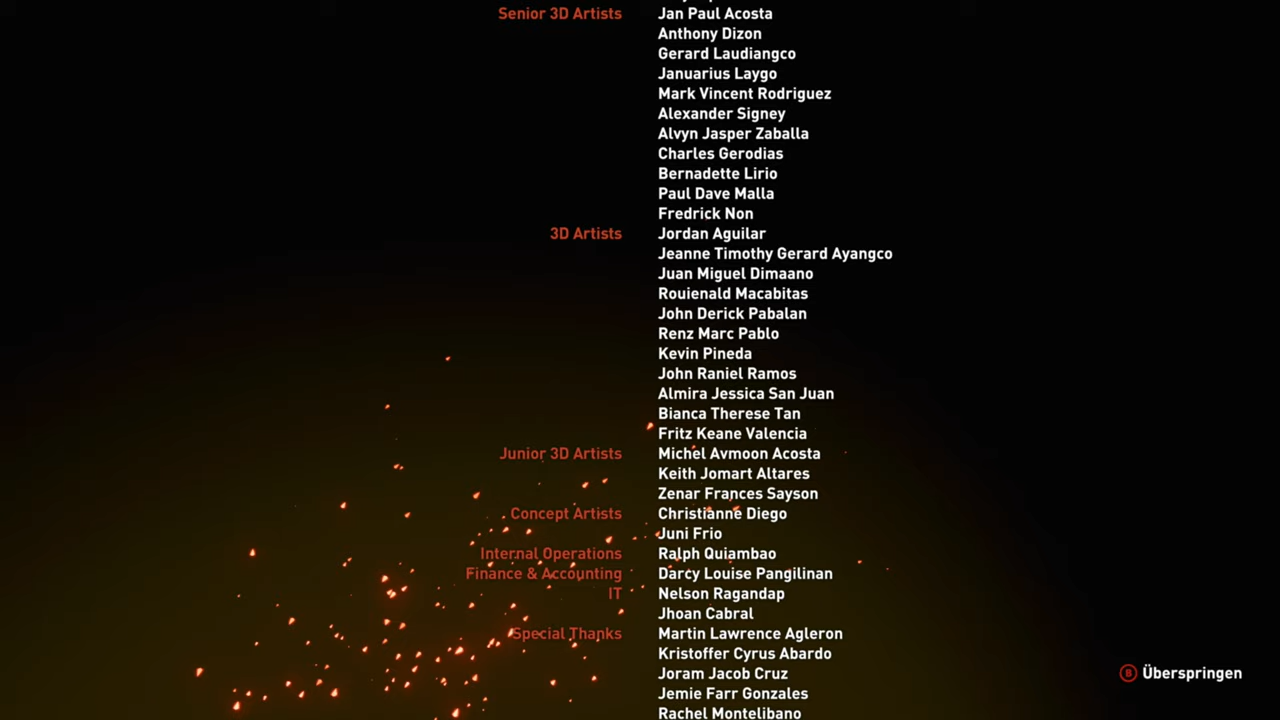 Senior 3D Artists Jan Paul Acosta
Anthony Dizon
Gerard Laudiangco
Januarius Laygo
Mark Vincent Rodriguez
Alexander Signey
Alvyn Jasper Zaballa
Charles Gerodias
Bernadette Lirio
Paul Dave Malla
Fredrick Non
3D Artists Jordan Aguilar
Jeanne Timothy Gerard Ayangco
Juan Miguel Dimaano
Rouienald Macabitas
John Derick Pabalan
Renz Marc Pablo
Kevin Pineda
John Raniel Ramos
Almira Jessica San Juan
Bianca Therese Tan
Fritz Keane Valencia
Junior 3D Artists Michel Avmoon Acosta
Keith Jomart Altares
Zenar Frances Sayson
Concept Artists Christianne Diego
Juni Frio
Internal Operations Ralph Quiambao
Finance & Accounting Darcy Louise Pangilinan
IT Nelson Ragandap
Jhoan Cabral
Special Thanks Martin Lawrence Agleron
Kristoffer Cyrus Abardo
Joram Jacob Cruz
B Überspringen
Jemie Farr Gonzales
Rachel Montelibano